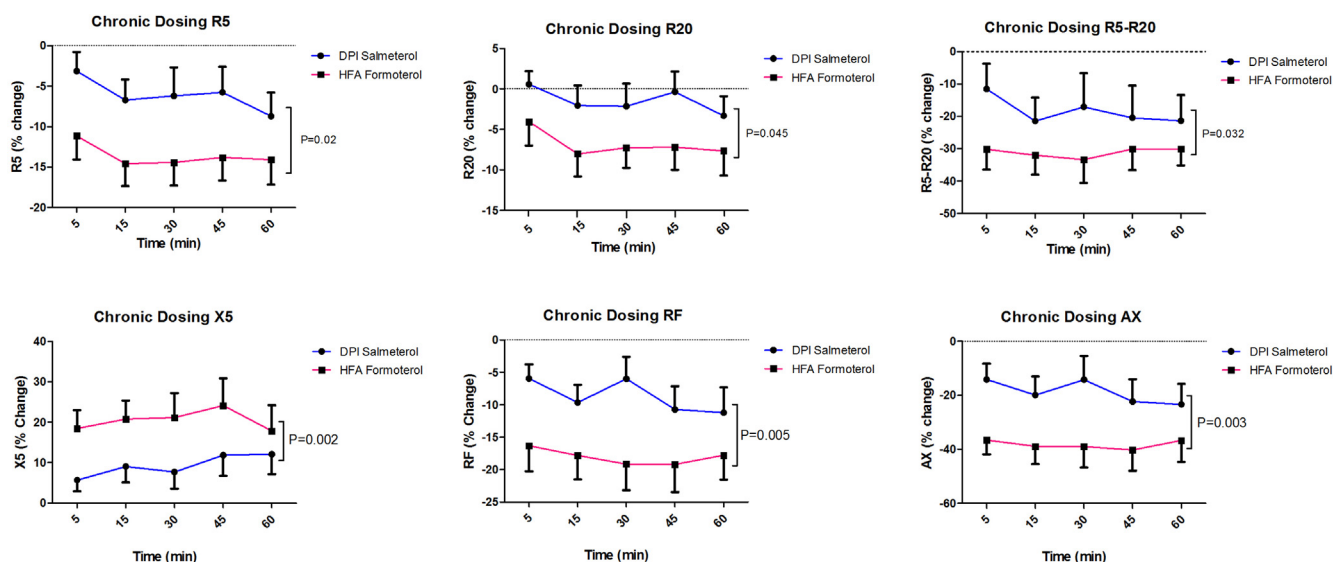 Chronic Dosing R5
R5 (% change)
0
-5
-10
-15
-20
5
15
30
45
60
Time (min)
DPI Salmeterol
HFA Formoterol
P=0.02
Chronic Dosing R20
R20 (% change)
5
0
-5
-10
-15
5
15
30
45
60
Time (min)
DPI Salmeterol
HFA Formoterol
P=0.045
Chronic Dosing R5-R20
R5-R20 (% change)
0
-10
-20
-30
-40
-50
5
15
30
45
60
Time (min)
DPI Salmeterol
HFA Formoterol
P=0.032
Chronic Dosing X5
X5 (% Change)
40
30
20
10
0
5
15
30
45
60
Time (min)
DPI Salmeterol
HFA Formoterol
P=0.002
Chronic Dosing RF
RF (% change)
0
-5
-10
-15
-20
-25
5
15
30
45
60
Time (min)
DPI Salmeterol
HFA Formoterol
P=0.005
Chronic Dosing AX
AX (% change)
0
-20
-40
-60
5
15
30
45
60
Time (min)
DPI Salmeterol
HFA Formoterol
P=0.003